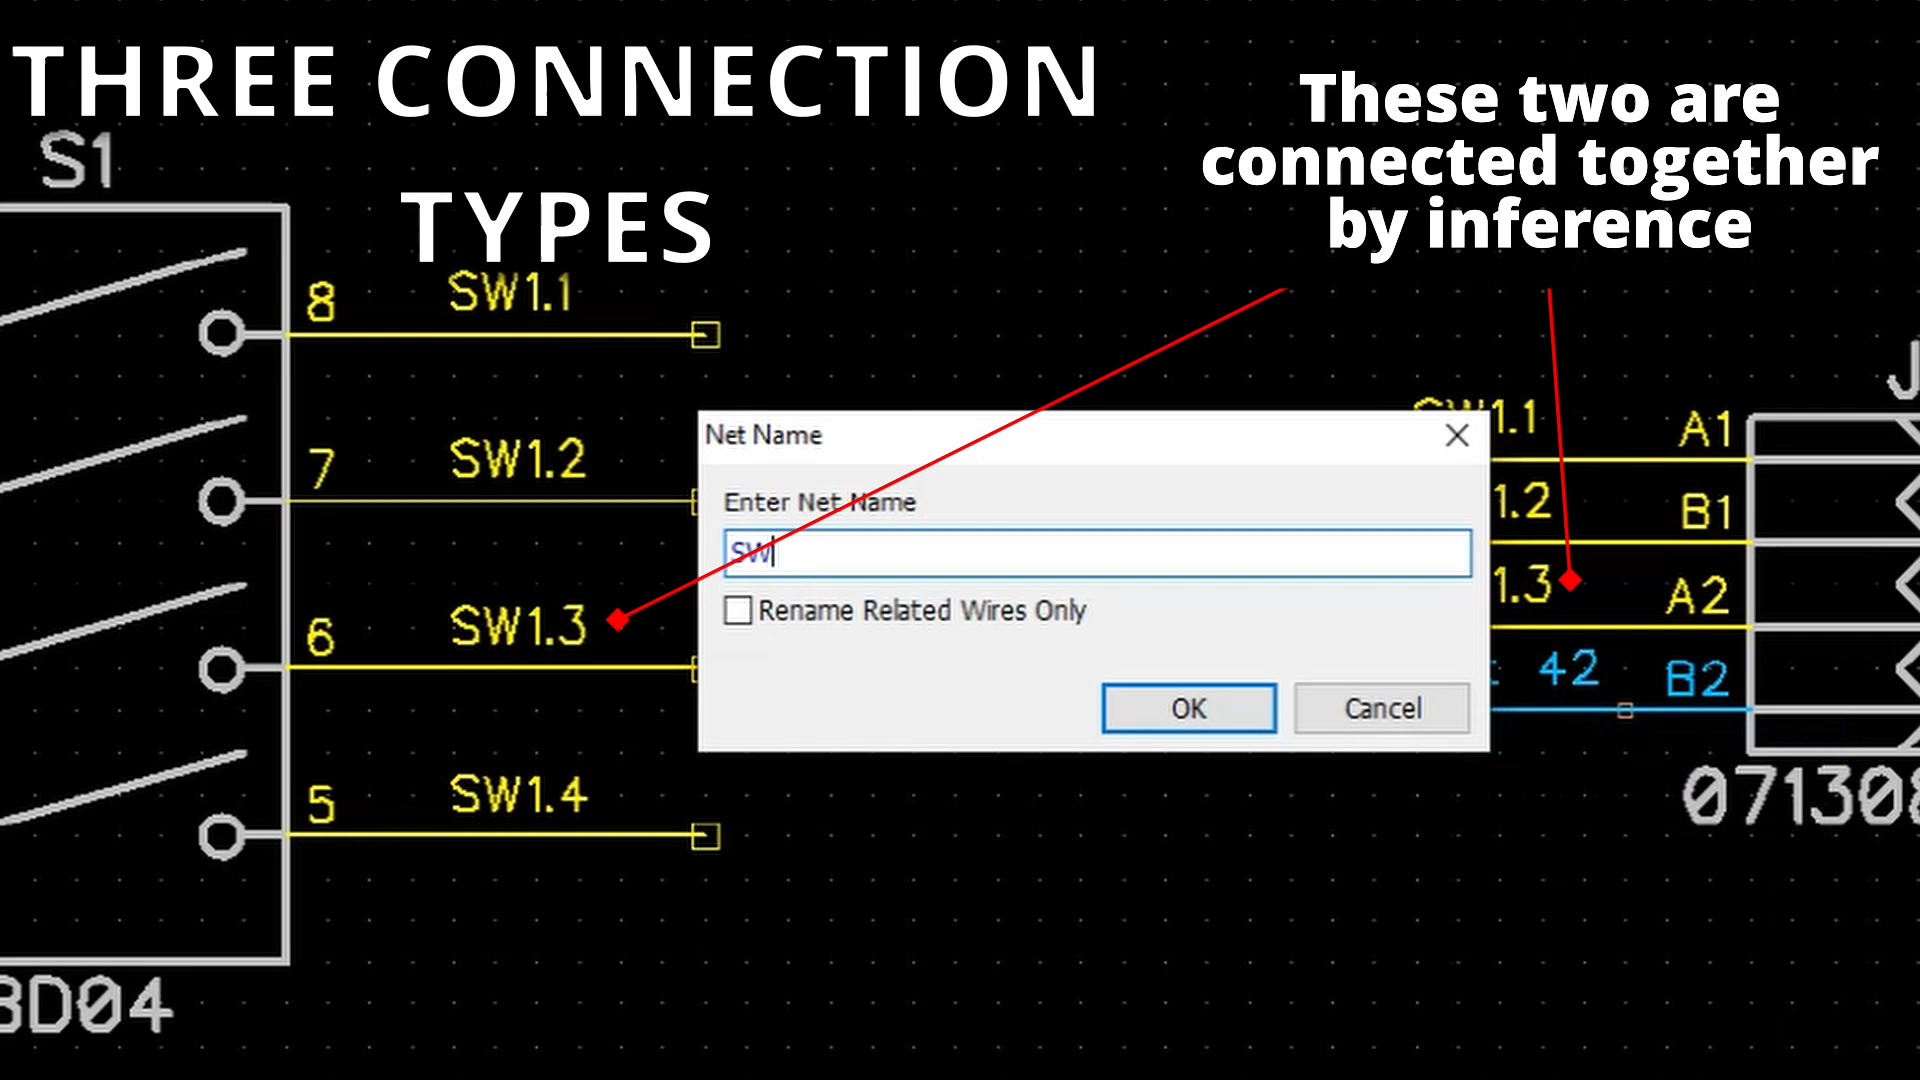 THREE CONNECTION
TYPES
These two are
connected together
by inference
S1
8 SW1.1
7 SW1.2
6 SW1.3
5 SW1.4
BD04
Net Name
Enter Net Name
SW
Rename Related Wires Only
OK Cancel
J
SW1.1 A1
1.2 B1
1.3 A2
42 B2
07130